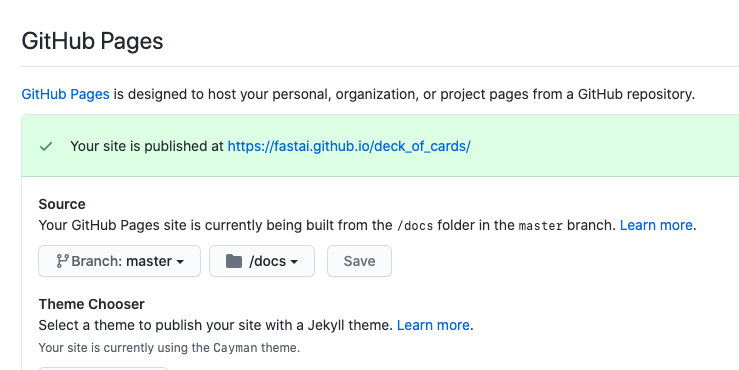 GitHub Pages
GitHub Pages is designed to host your personal, organization, or project pages from a GitHub repository.
Your site is published at https://fastai.github.io/deck_of_cards/
Source
Your GitHub Pages site is currently being built from the /docs folder in the master branch. Learn more.
Branch: master /docs Save
Theme Chooser
Select a theme to publish your site with a Jekyll theme. Learn more.
Your site is currently using the Cayman theme.